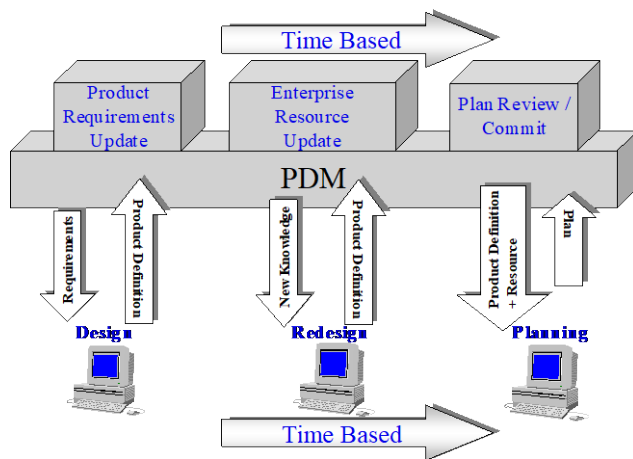 Time Based
Product
Requirements
Update
Enterprise
Resource
Update
Plan Review /
Commit
PDM
Requirements
Product Definition
New Knowledge
Product Definition
Product Definition
+ Resource
Plan
Design
Redesign
Planning
Time Based